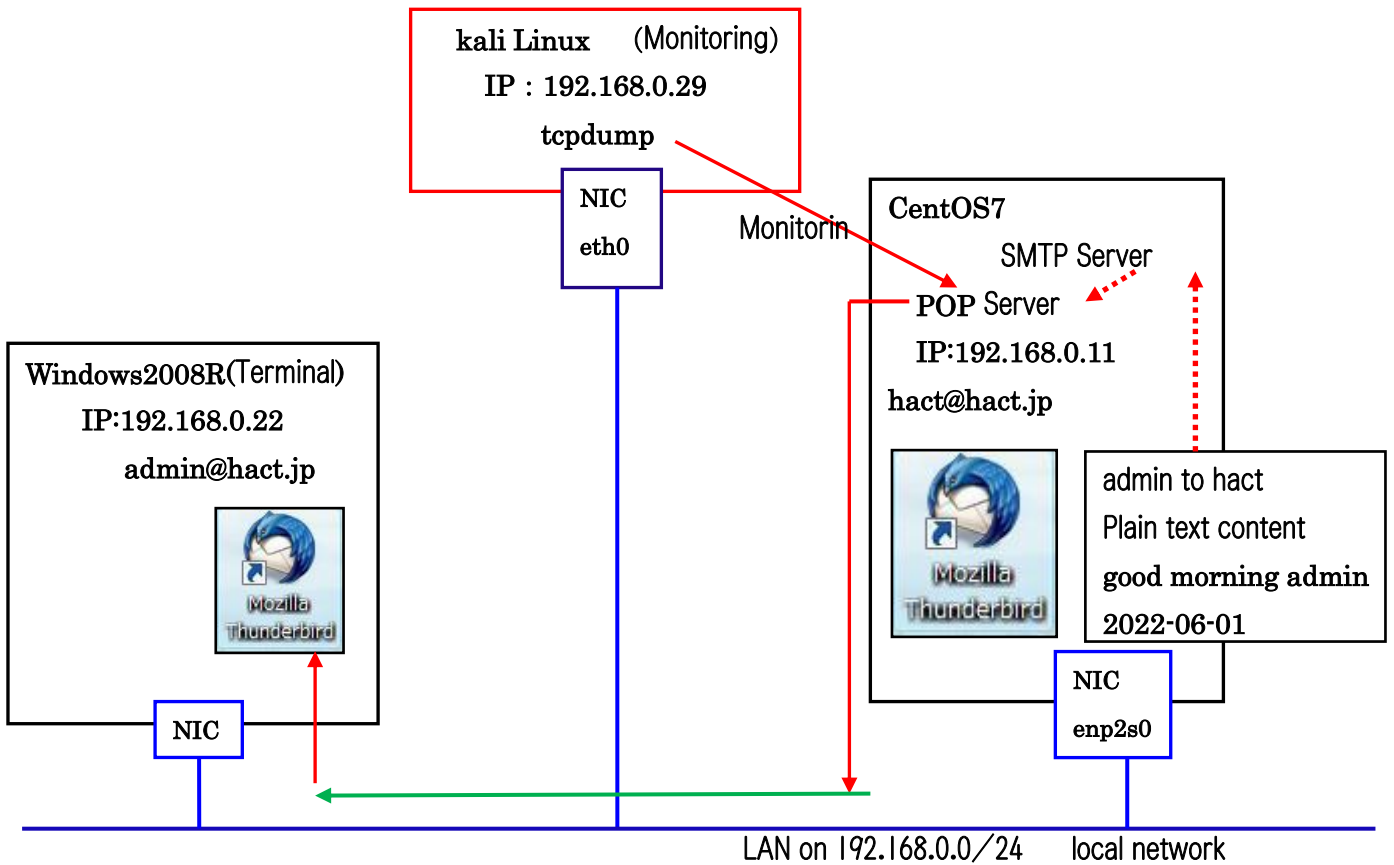 kali Linux (Monitoring)
IP : 192.168.0.29
tcpdump
NIC
eth0
Monitorin
CentOS7
SMTP Server
POP Server
IP:192.168.0.11
hact@hact.jp
Mozilla
Thunderbird
admin to hact
Plain text content
good morning admin
2022-06-01
NIC
enp2s0
Windows2008R(Terminal)
IP:192.168.0.22
admin@hact.jp
Mozilla
Thunderbird
NIC
LAN on 192.168.0.0/24 local network